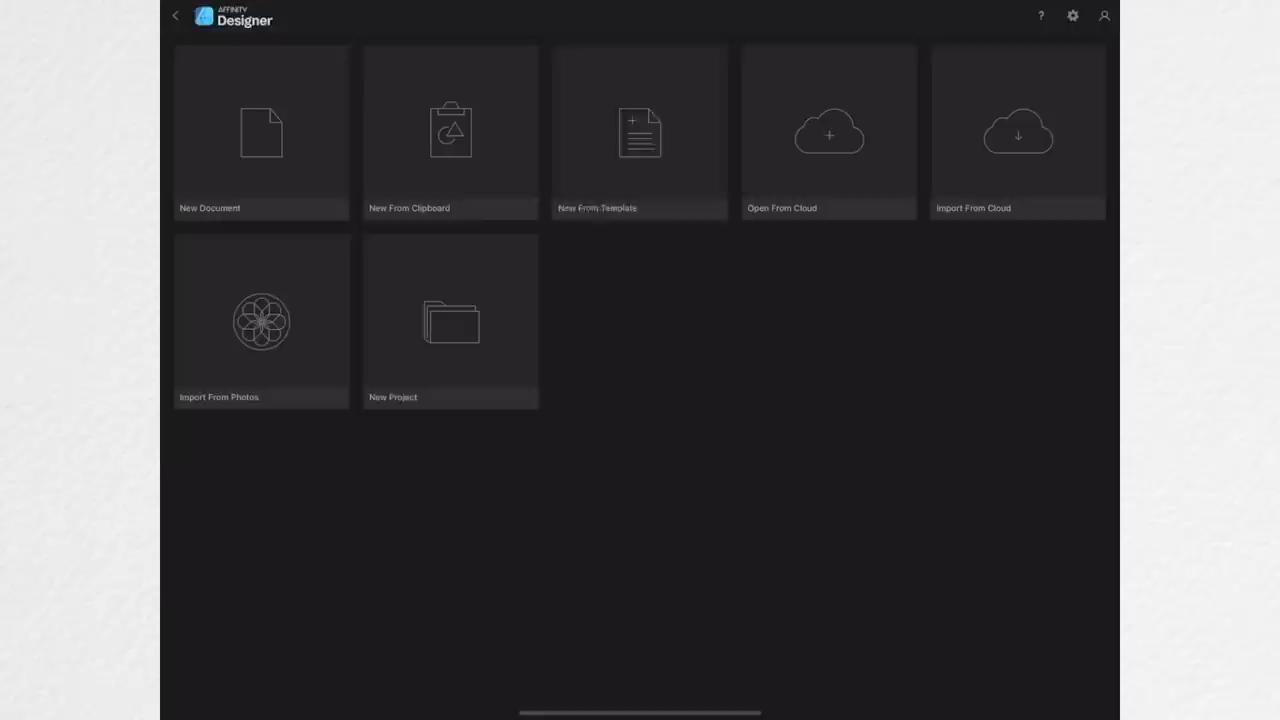 AFFINITY
Designer
?
New Document
New From Clipboard
New From Template
Open From Cloud
Import From Cloud
Import From Photos
New Project